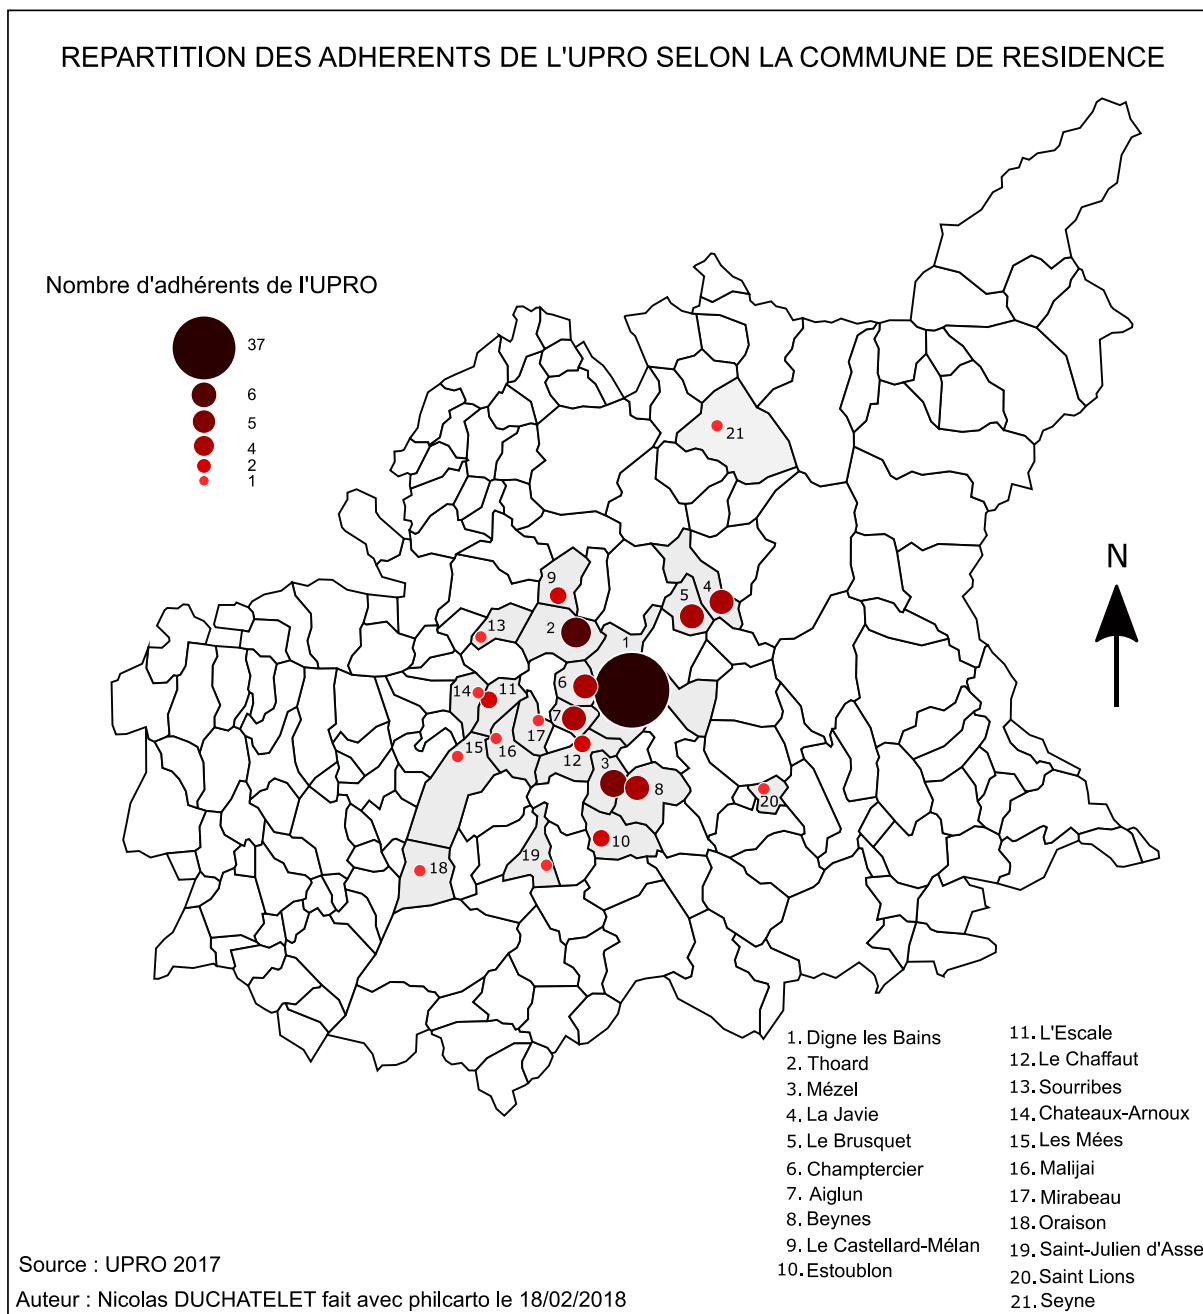 REPARTITION DES ADHERENTS DE L'UPRO SELON LA COMMUNE DE RESIDENCE
Nombre d'adhérents de l'UPRO
37
6
5
4
2
1
N
21
9
5
4
13
2
1
6
14
11
7
17
16
15
12
3
8
20
10
19
18
1. Digne les Bains
2. Thoard
3. Mézel
4. La Javie
5. Le Brusquet
6. Champtercier
7. Aiglun
8. Beynes
9. Le Castellard-Mélan
10. Estoublon
11. L'Escale
12. Le Chaffaut
13. Sourribes
14. Chateaux-Arnoux
15. Les Mées
16. Malijai
17. Mirabeau
18. Oraison
19. Saint-Julien d'Asse
20. Saint Lions
21. Seyne
Source : UPRO 2017
Auteur : Nicolas DUCHATELET fait avec philcarto le 18/02/2018